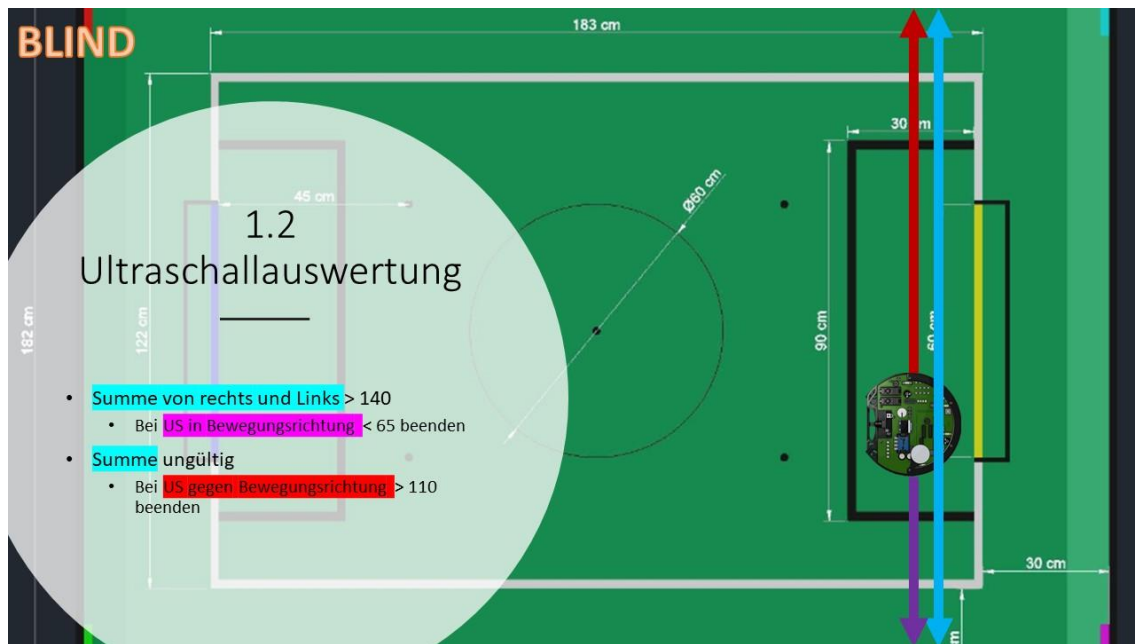 BLIND
183 cm
30 cm
45 cm
Ø60 cm
1.2
Ultraschallauswertung
182 cm
122 cm
90 cm
60 cm
• Summe von rechts und Links > 140
• Bei US in Bewegungsrichtung < 65 beenden
• Summe ungültig
• Bei US gegen Bewegungsrichtung > 110
beenden
30 cm